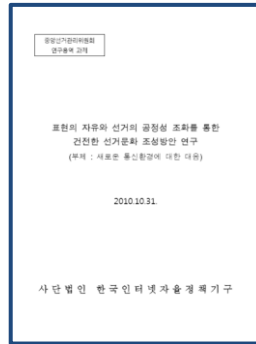 중앙선거관리위원회
연구용역 과제
표현의 자유와 선거의 공정성 조화를 통한
건전한 선거문화 조성방안 연구
(부제 : 새로운 통신환경에 대한 대응)
2010.10.31.
사단법인 한국인터넷자율정책기구